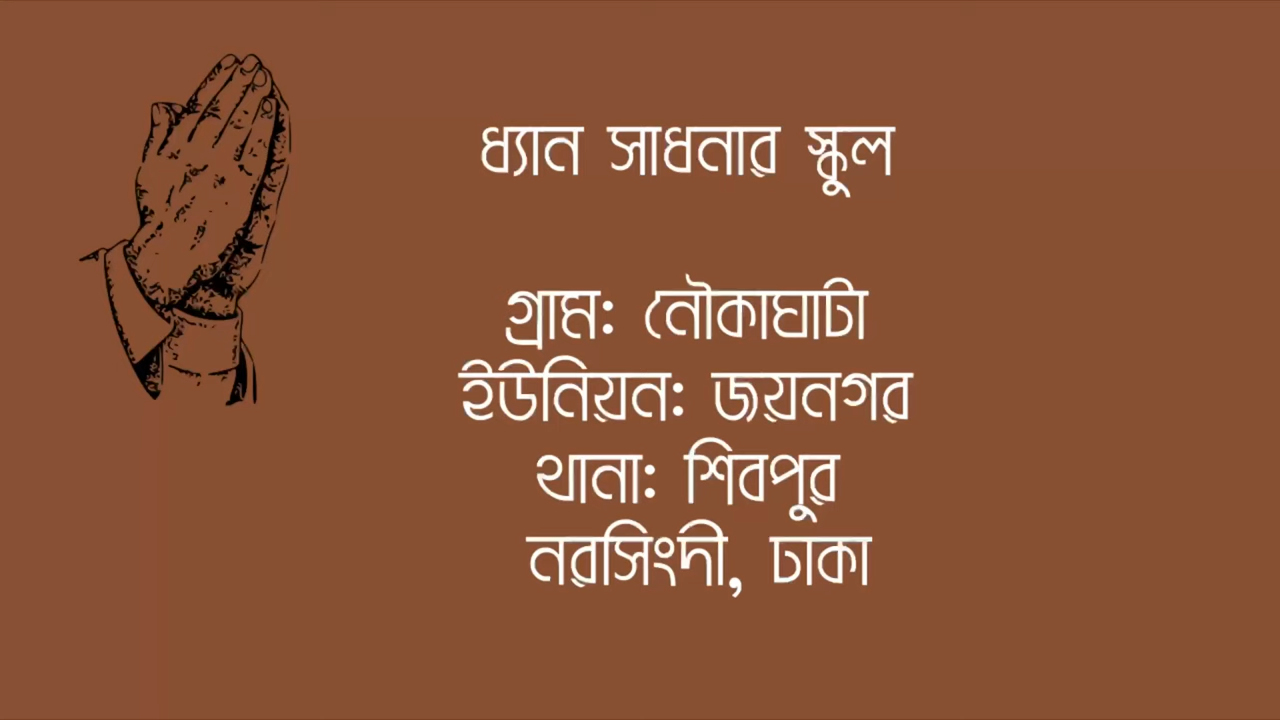 ধ্যান সাধনার স্কুল
গ্রাম: নৌকাঘাটা
ইউনিয়ন: জয়নগর
থানা: শিবপুর
নরসিংদী, ঢাকা